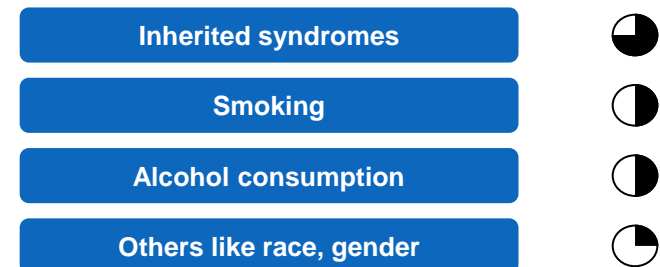 Inherited syndromes
Smoking
Alcohol consumption
Others like race, gender